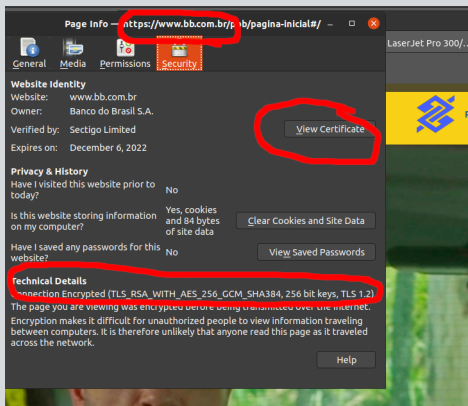 Page Info — https://www.bb.com.br/pbb/pagina-inicial#/
LaserJet Pro 300/...
General Media Permissions Security
Website Identity
Website: www.bb.com.br
Owner: Banco do Brasil S.A.
Verified by: Sectigo Limited
View Certificate
Expires on: December 6, 2022
Privacy & History
Have I visited this website prior to today? No
Is this website storing information on my computer? Yes, cookies and 84 bytes of site data
Clear Cookies and Site Data
Have I saved any passwords for this website? No
View Saved Passwords
Technical Details
Connection Encrypted (TLS_RSA_WITH_AES_256_GCM_SHA384, 256 bit keys, TLS 1.2)
The page you are viewing was encrypted before being transmitted over the Internet.
Encryption makes it difficult for unauthorized people to view information traveling
between computers. It is therefore unlikely that anyone read this page as it traveled
across the network.
Help